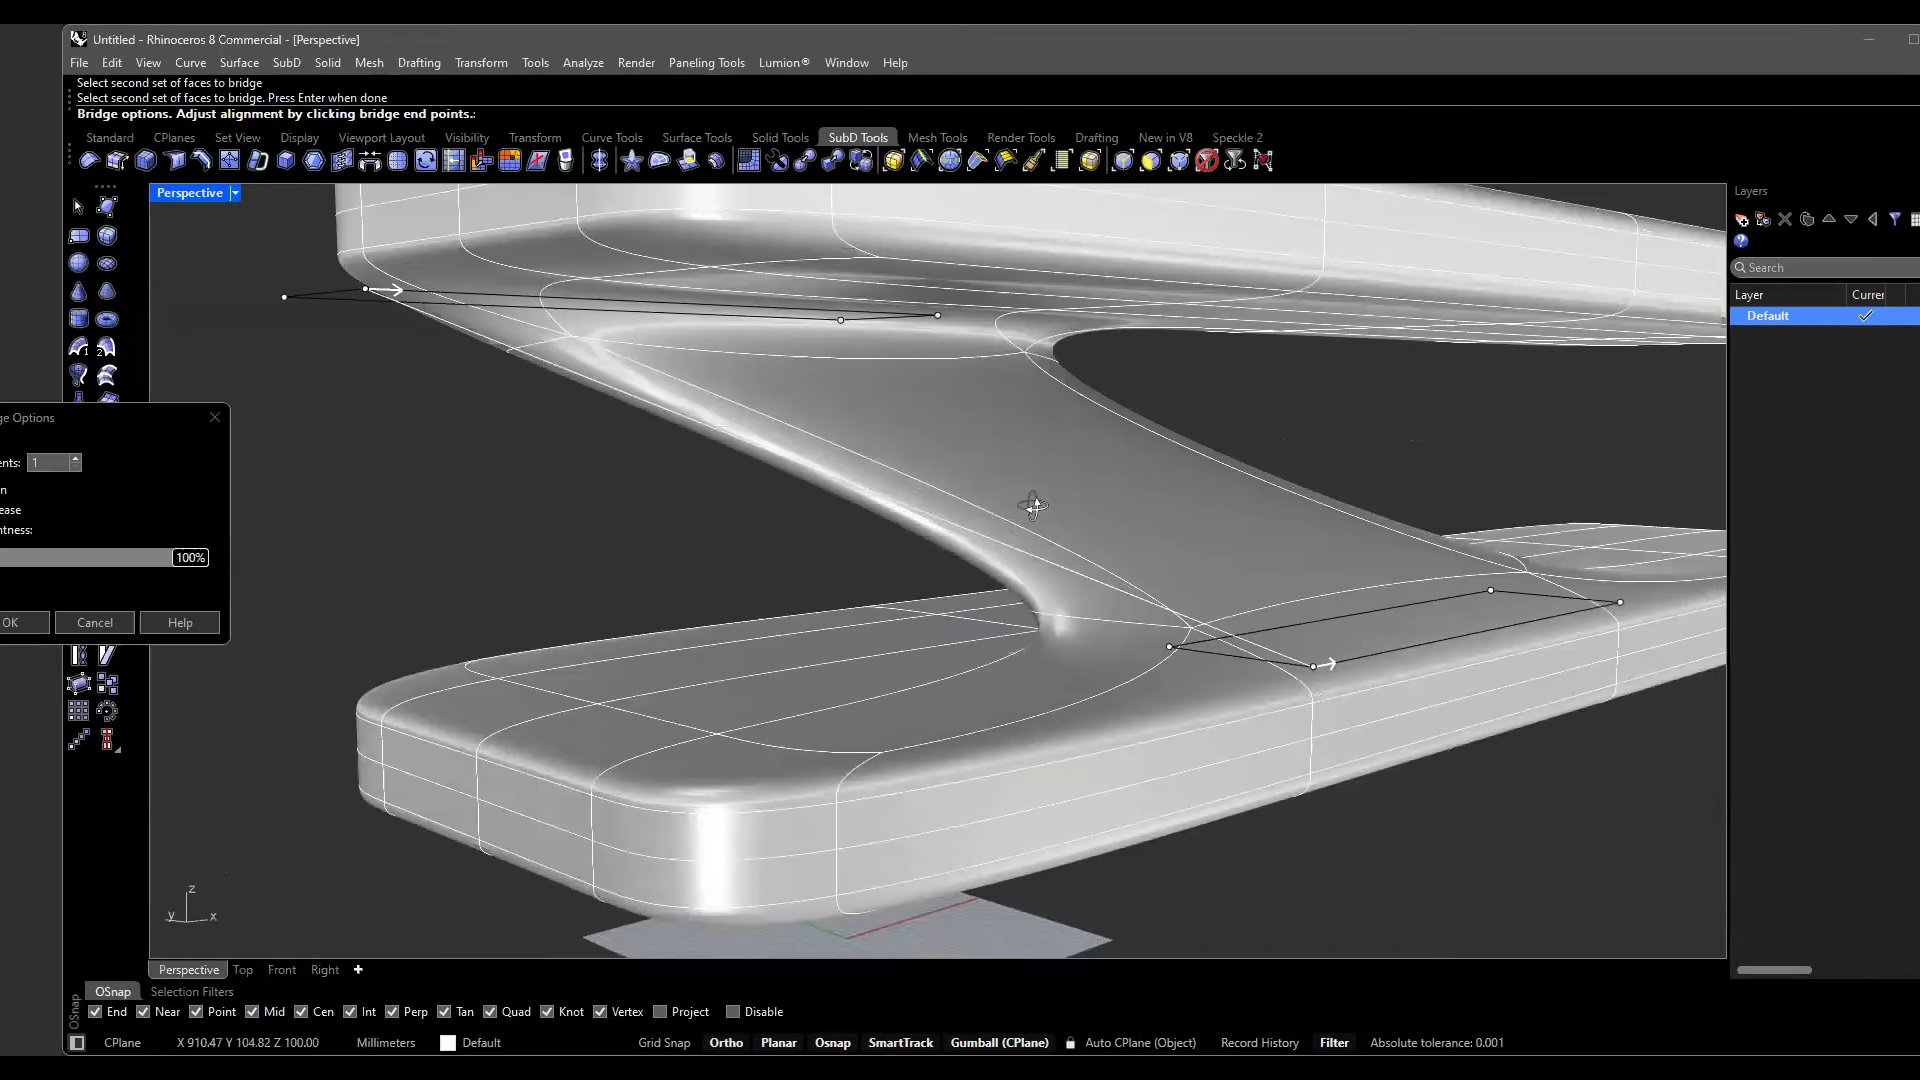 Untitled - Rhinoceros 8 Commercial - [Perspective]
File Edit View Curve Surface SubD Solid Mesh Drafting Transform Tools Analyze Render Paneling Tools Lumion® Window Help
Select second set of faces to bridge
Select second set of faces to bridge. Press Enter when done
Bridge options. Adjust alignment by clicking bridge end points.:
Standard CPlanes Set View Display Viewport Layout Visibility Transform Curve Tools Surface Tools Solid Tools SubD Tools Mesh Tools Render Tools Drafting New in V8 Speckle 2
Perspective
Layers
Search
Layer Currer
Default
ge Options
ents: 1
n
ease
ntness:
100%
OK Cancel Help
z
y x
Perspective Top Front Right
OSnap Selection Filters
OSnap
End Near Point Mid Cen Int Perp Tan Quad Knot Vertex Project Disable
CPlane X 910.47 Y 104.82 Z 100.00 Millimeters Default Grid Snap Ortho Planar Osnap SmartTrack Gumball (CPlane) Auto CPlane (Object) Record History Filter Absolute tolerance: 0.001